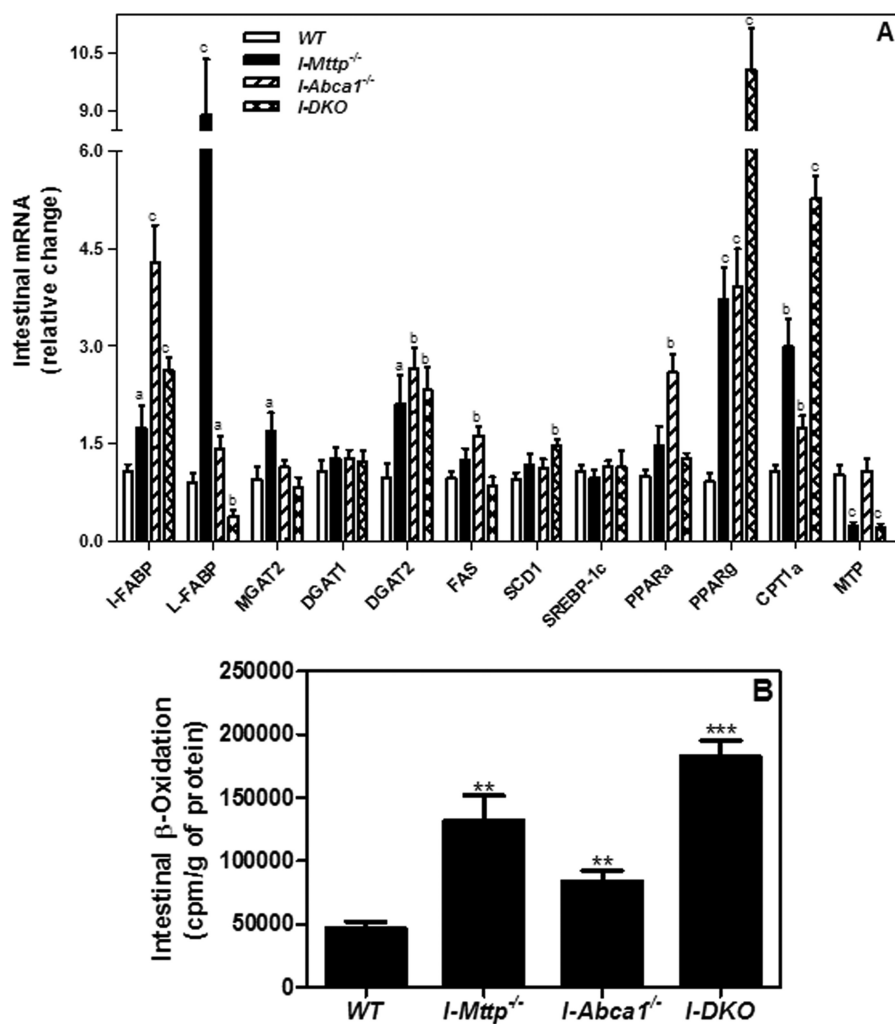 A
WT
I-Mttp-/-
I-Abca1-/-
I-DKO
Intestinal mRNA
(relative change)
10.5
9.0
6.0
4.5
3.0
1.5
0.0
c
c
a
c
c
a
b
a
a
b
b
b
b
b
c
c
c
b
c
c
c
c
I-FABP
L-FABP
MGAT2
DGAT1
DGAT2
FAS
SCD1
SREBP-1c
PPARa
PPARg
CPT1a
MTP
B
Intestinal β-Oxidation
(cpm/g of protein)
250000
200000
150000
100000
50000
0
**
**
***
WT
I-Mttp-/-
I-Abca1-/-
I-DKO